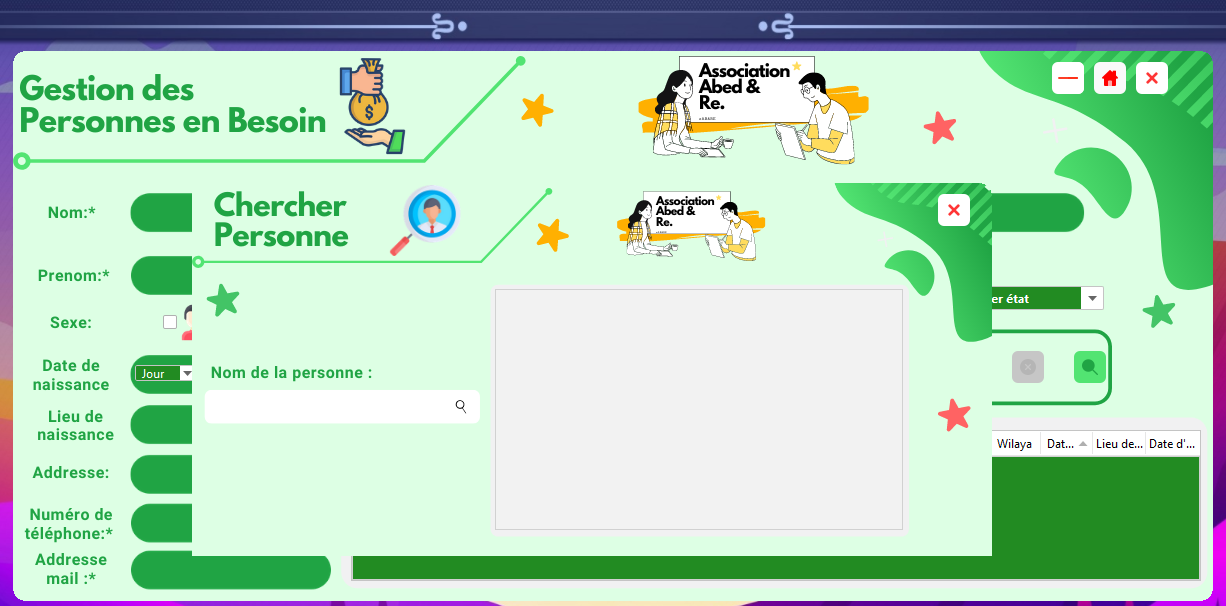 Gestion des
Personnes en Besoin
Association
Abed &
Re.
Nom:*
Prenom:*
Sexe:
Date de
naissance
Jour
Lieu de
naissance
Addresse:
Numéro de
téléphone:*
Addresse
mail :*
Chercher
Personne
Association
Abed &
Re.
Nom de la personne :
er état
Wilaya
Dat...
Lieu de...
Date d'...